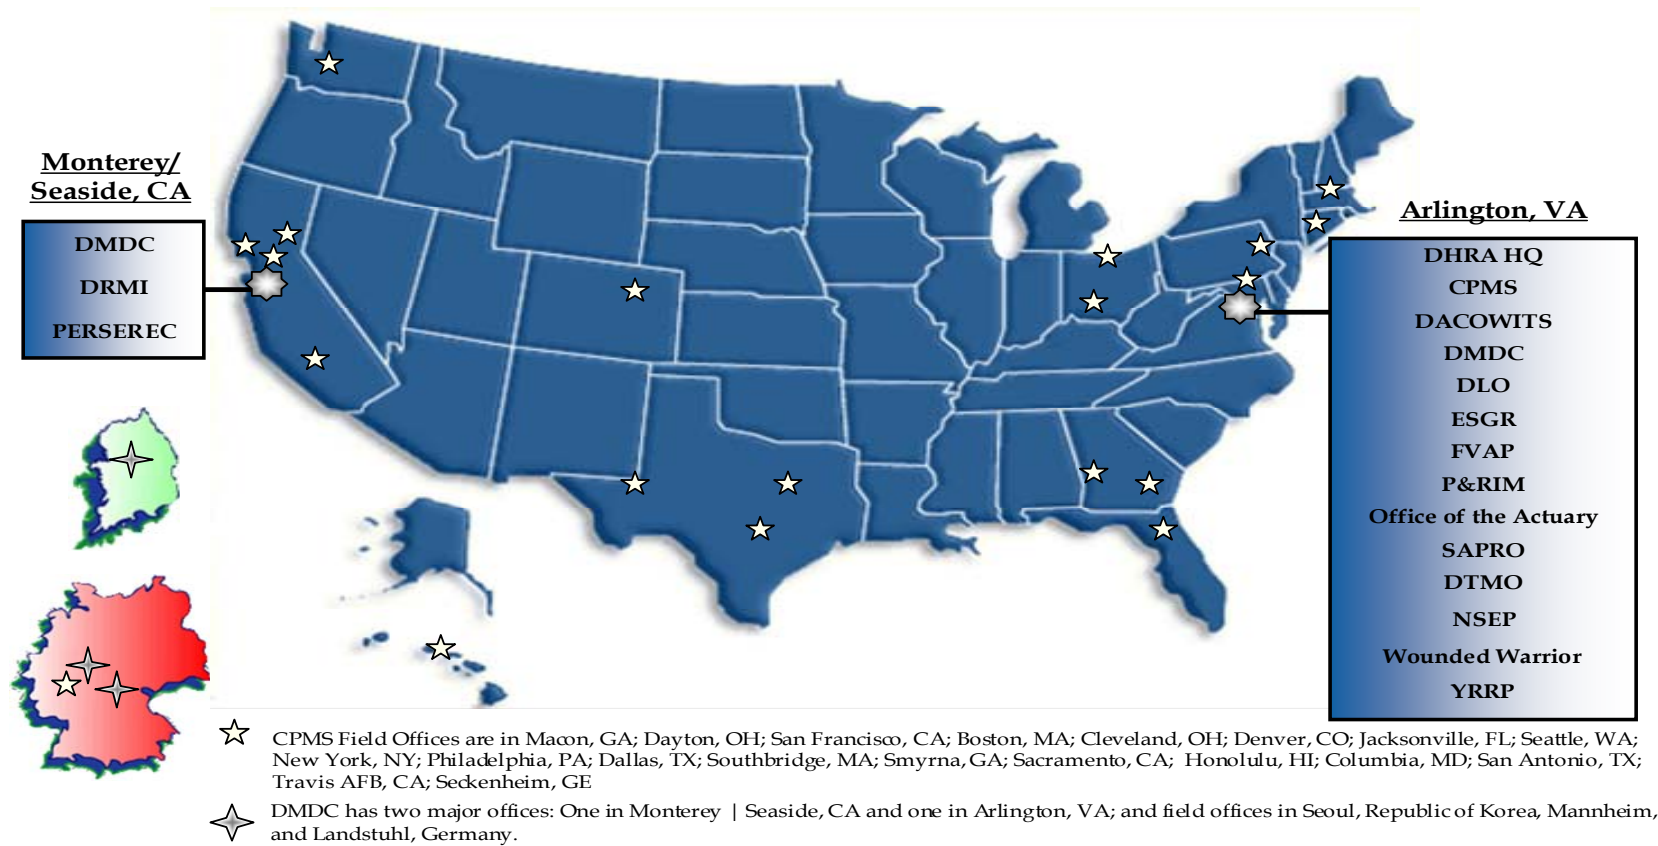 Monterey/
Seaside, CA
DMDC
DRMI
PERSEREC
Arlington, VA
DHRA HQ
CPMS
DACOWITS
DMDC
DLO
ESGR
FVAP
P&RIM
Office of the Actuary
SAPRO
DTMO
NSEP
Wounded Warrior
YRRP
CPMS Field Offices are in Macon, GA; Dayton, OH; San Francisco, CA; Boston, MA; Cleveland, OH; Denver, CO; Jacksonville, FL; Seattle, WA;
New York, NY; Philadelphia, PA; Dallas, TX; Southbridge, MA; Smyrna, GA; Sacramento, CA; Honolulu, HI; Columbia, MD; San Antonio, TX;
Travis AFB, CA; Seckenheim, GE
DMDC has two major offices: One in Monterey | Seaside, CA and one in Arlington, VA; and field offices in Seoul, Republic of Korea, Mannheim,
and Landstuhl, Germany.